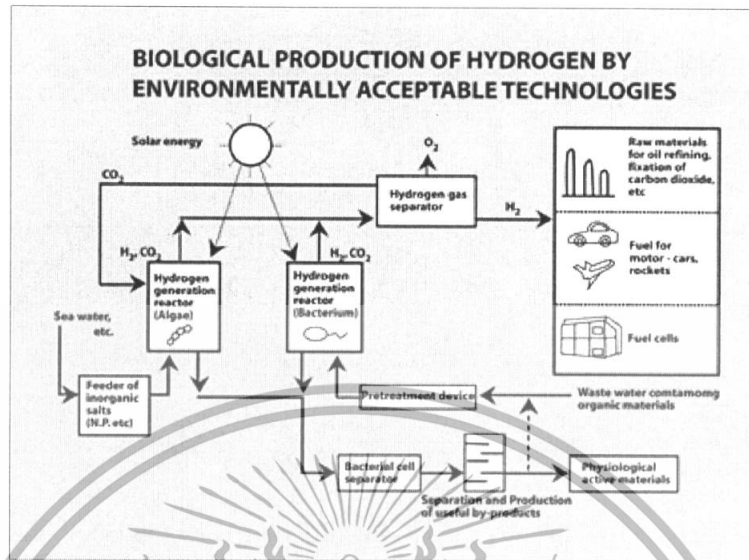 BIOLOGICAL PRODUCTION OF HYDROGEN BY
ENVIRONMENTALLY ACCEPTABLE TECHNOLOGIES
Solar energy
O2
CO2
Hydrogen gas
separator
H2
Raw materials
for oil refining,
fixation of
carbon dioxide,
etc
Fuel for
motor - cars,
rockets
Fuel cells
H2, CO2
H2, CO2
Hydrogen
generation
reactor
(Algae)
Hydrogen
generation
reactor
(Bacterium)
Sea water,
etc.
Feeder of
inorganic
salts
(N.P. etc)
Pretreatment device
Waste water comtamomg
organic materials
Bacterial cell
separator
Separation and Production
of useful by-products
Physiological
active materials